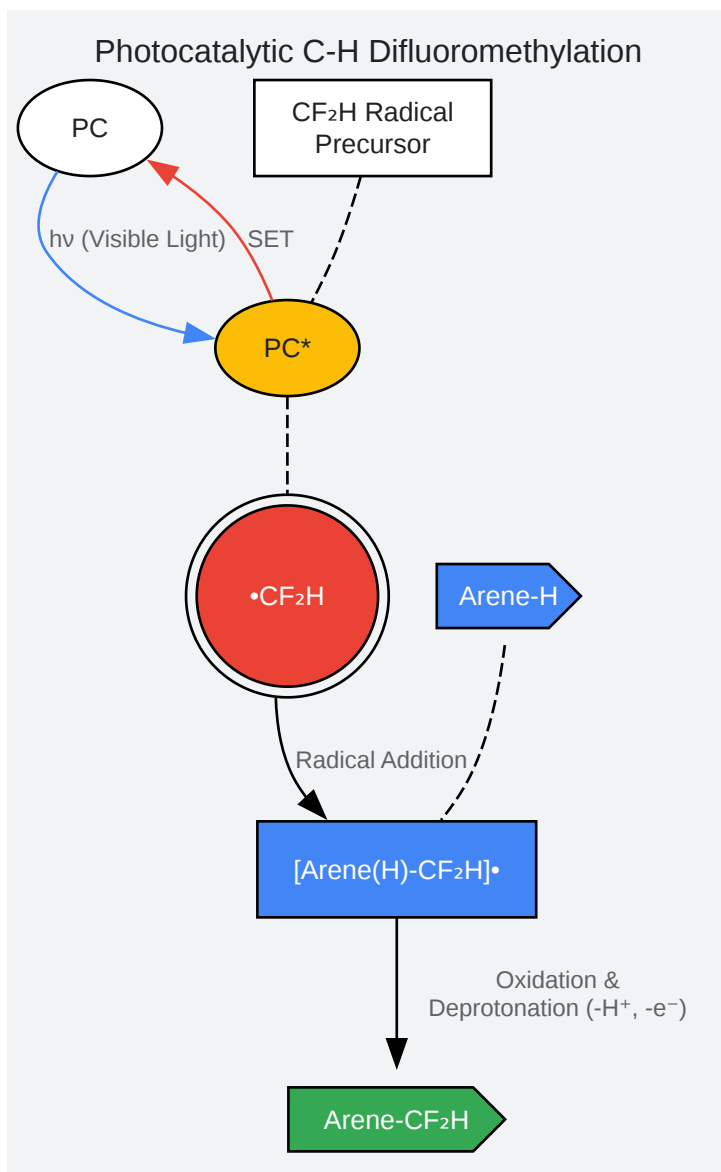 Photocatalytic C-H Difluoromethylation
PC
CF₂H Radical
Precursor
hν (Visible Light)
SET
PC*
•CF₂H
Arene-H
Radical Addition
[Arene(H)-CF₂H]•
Oxidation &
Deprotonation (-H⁺, -e⁻)
Arene-CF₂H